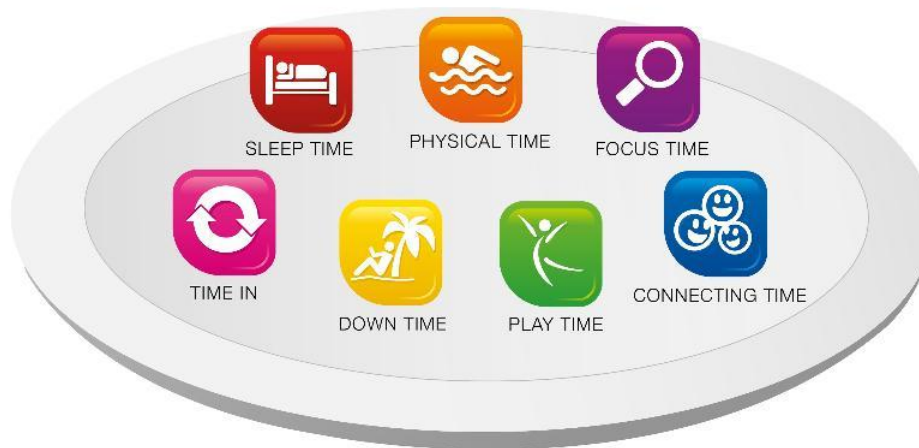 SLEEP TIME
PHYSICAL TIME
FOCUS TIME
TIME IN
DOWN TIME
PLAY TIME
CONNECTING TIME